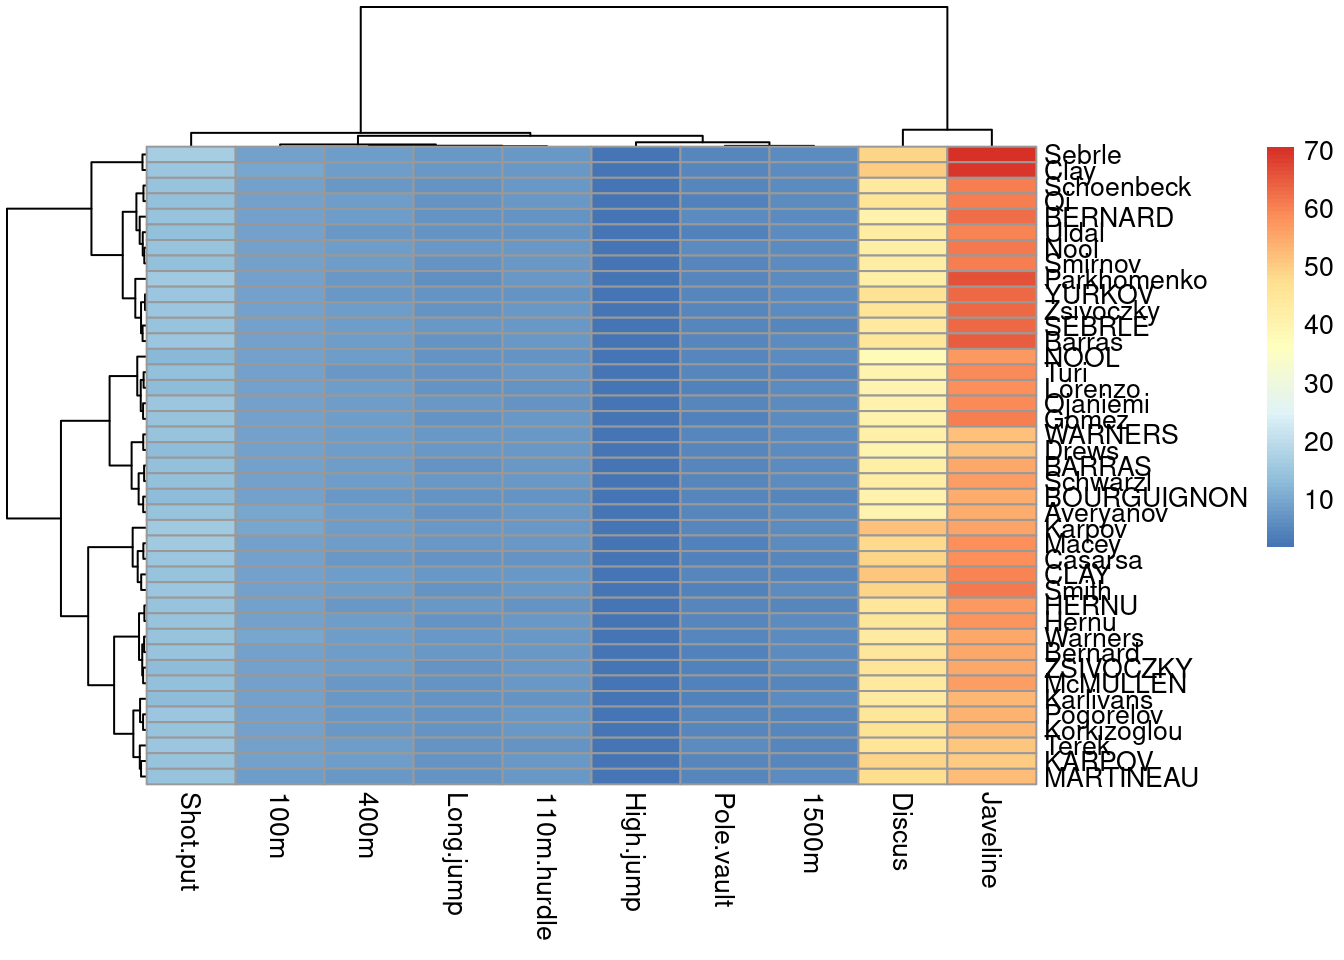 Sebrle
Clay
Schoenbeck
Qi
BERNARD
Uldal
Nool
Smirnov
Parkhomenko
YURKOV
Zsivoczky
SEBRLE
Barras
NOOL
Turi
Lorenzo
Ojaniemi
Gomez
WARNERS
Drews
BARRAS
Schwarzl
BOURGUIGNON
Averyanov
Karpov
Macey
Casarsa
CLAY
Smith
HERNU
Hernu
Warners
Bernard
ZSIVOCZKY
McMULLEN
Karlivans
Pogorelov
Korkizoglou
Terek
KARPOV
MARTINEAU
70
60
50
40
30
20
10
Shot.put
100m
400m
Long.jump
110m.hurdle
High.jump
Pole.vault
1500m
Discus
Javeline